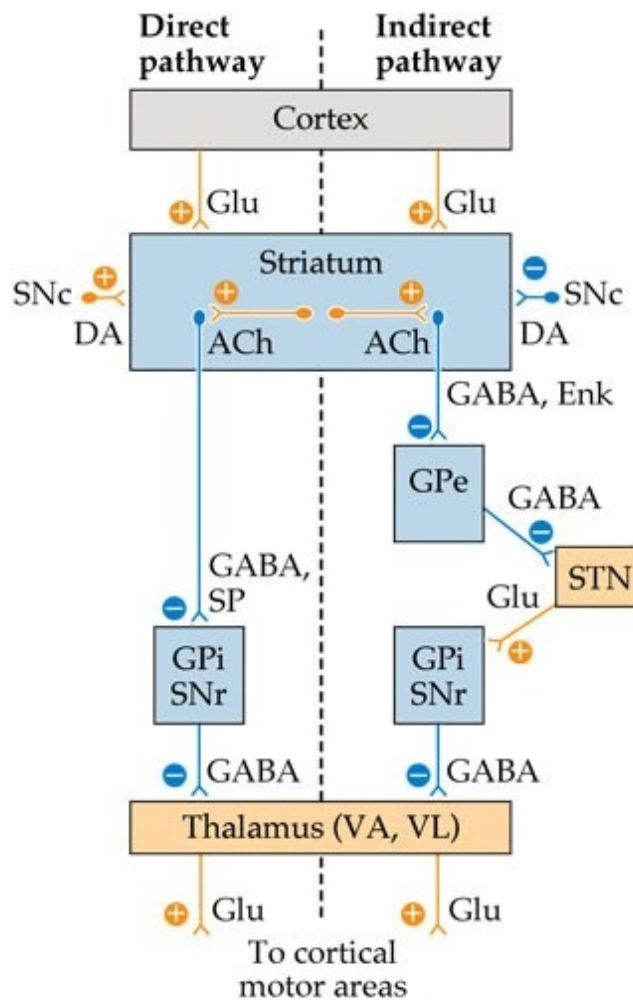 Direct pathway
Indirect pathway
Cortex
+ Glu
+ Glu
Striatum
SNc + DA
− SNc DA
+ ACh
+ ACh
GABA, Enk
−
GPe
GABA
−
STN
GABA,
SP
−
Glu
+
GPi
SNr
GPi
SNr
− GABA
− GABA
Thalamus (VA, VL)
+ Glu
+ Glu
To cortical
motor areas